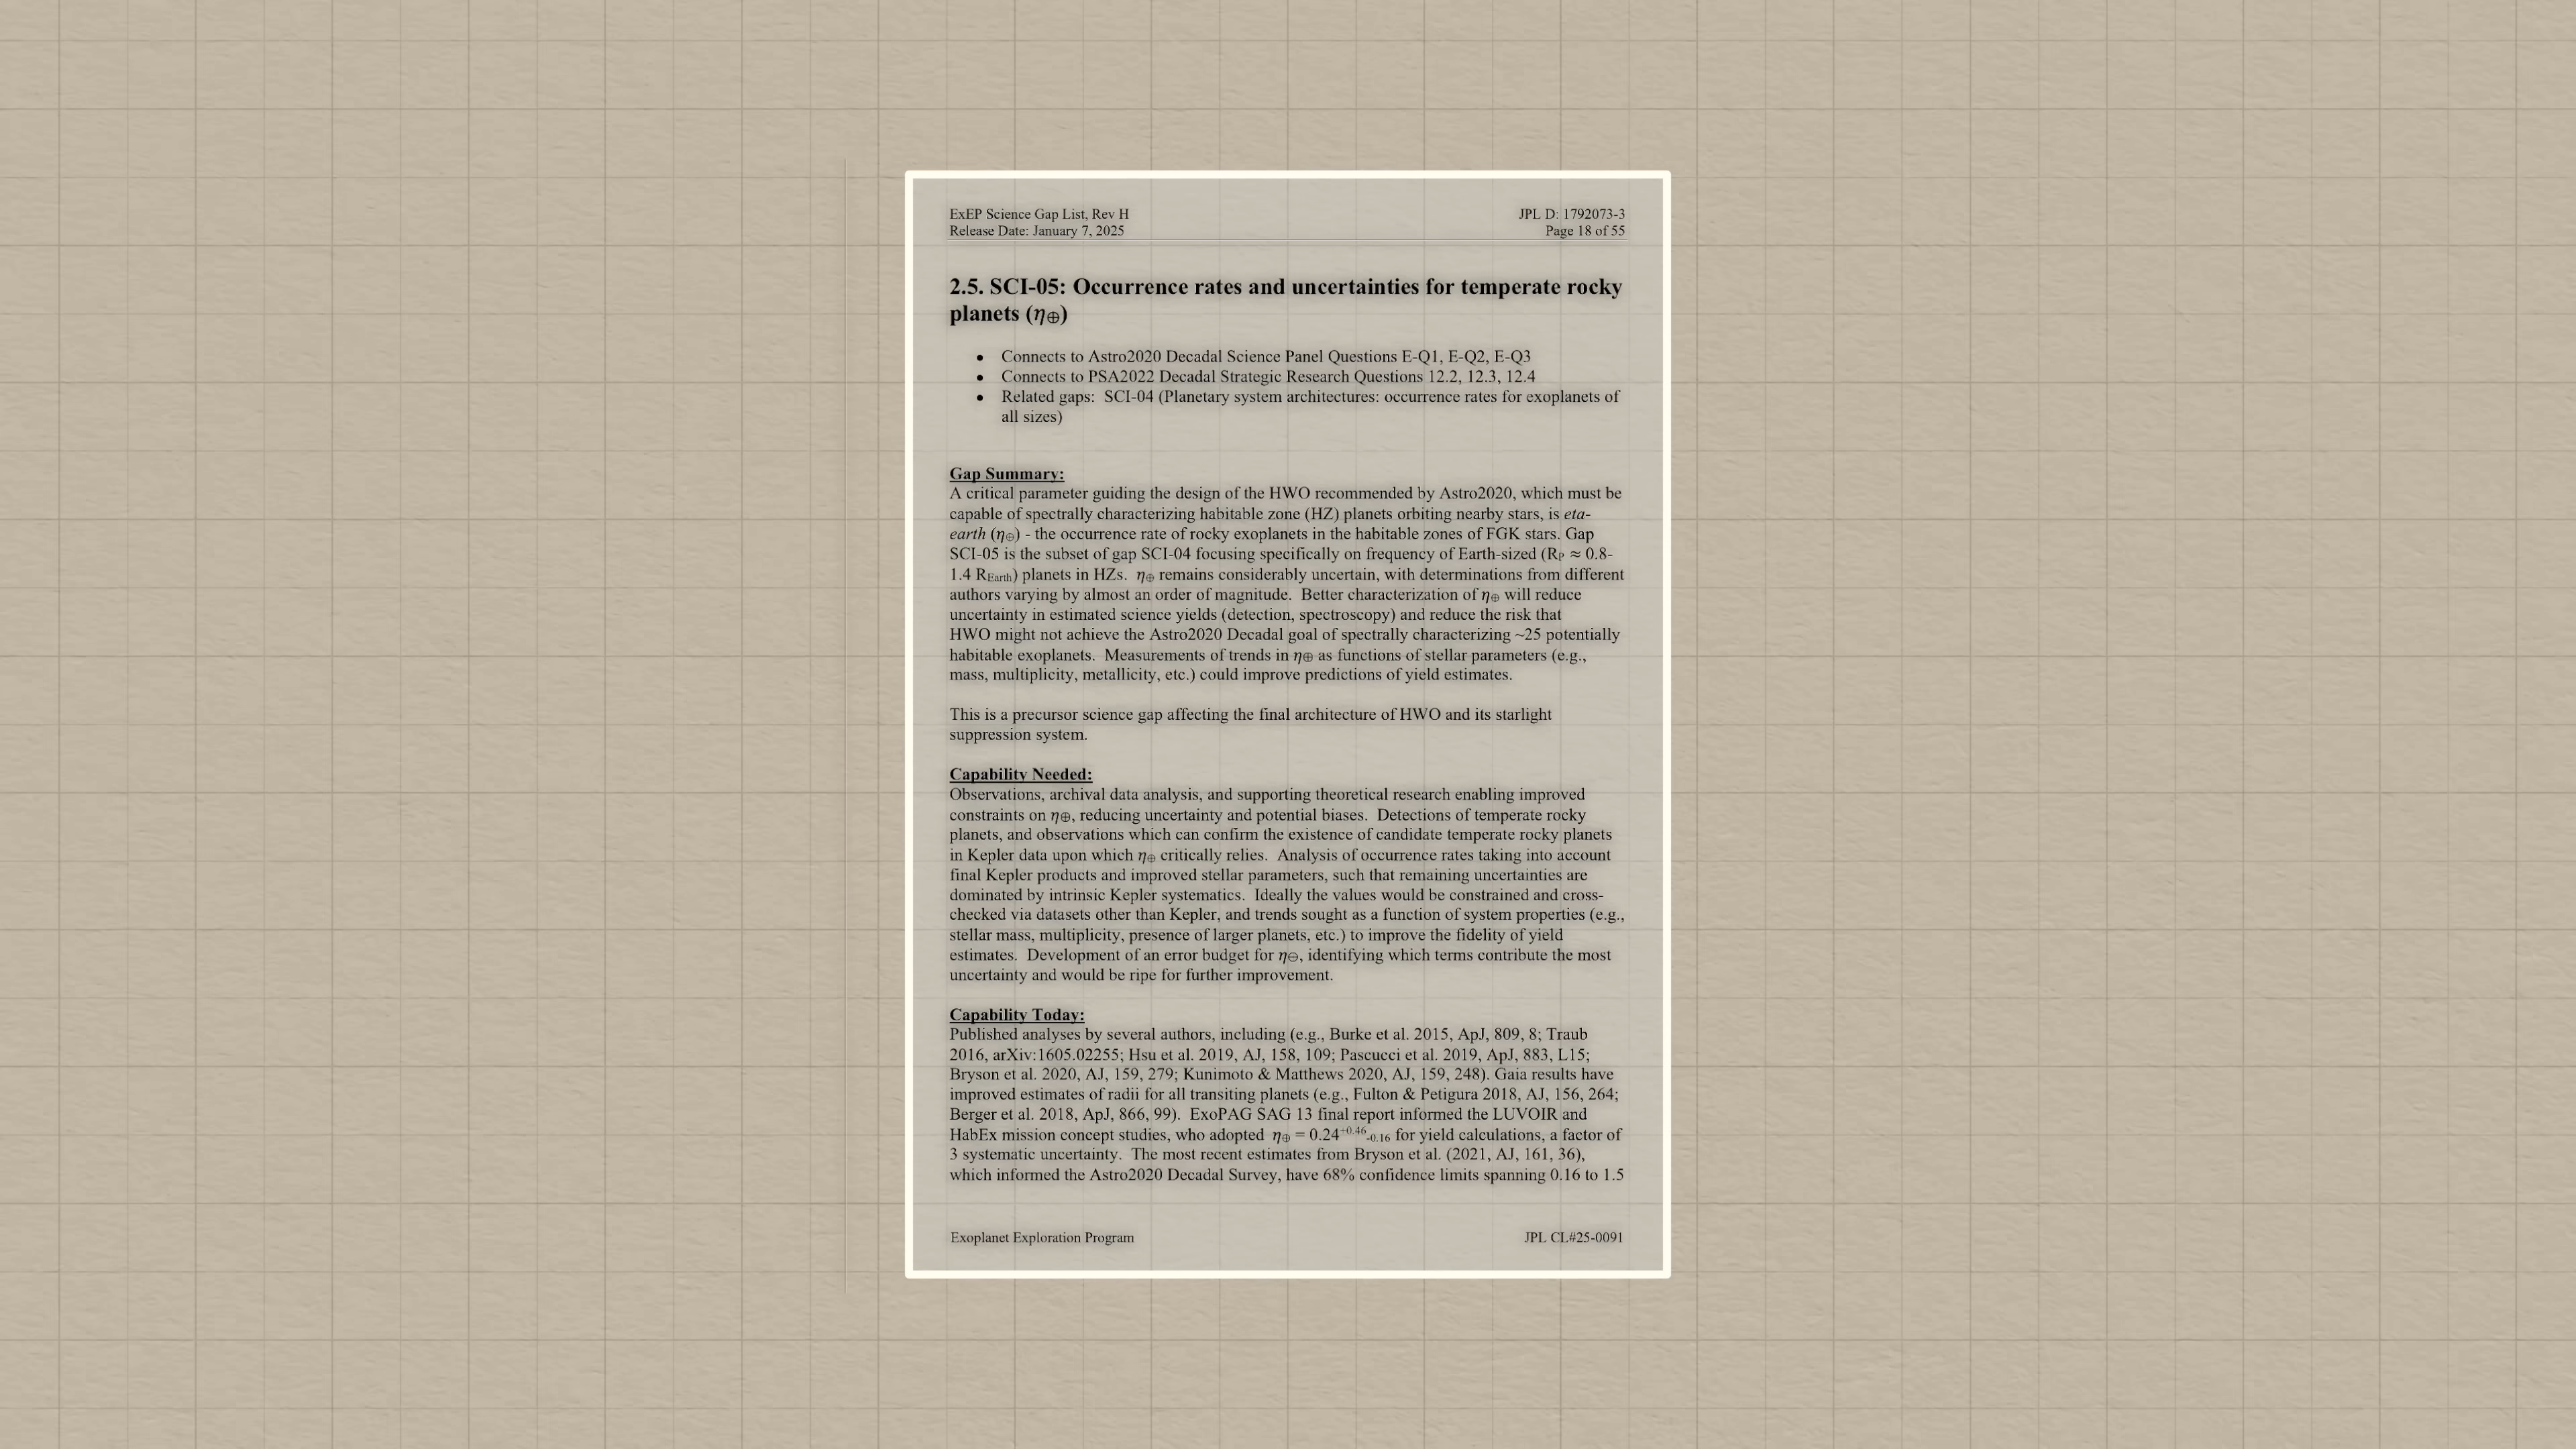 ExEP Science Gap List, Rev H JPL D: 1792073-3
Release Date: January 7, 2025 Page 18 of 55
2.5. SCI-05: Occurrence rates and uncertainties for temperate rocky
planets (η⊕)
• Connects to Astro2020 Decadal Science Panel Questions E-Q1, E-Q2, E-Q3
• Connects to PSA2022 Decadal Strategic Research Questions 12.2, 12.3, 12.4
• Related gaps:  SCI-04 (Planetary system architectures: occurrence rates for exoplanets of
all sizes)
Gap Summary:
A critical parameter guiding the design of the HWO recommended by Astro2020, which must be
capable of spectrally characterizing habitable zone (HZ) planets orbiting nearby stars, is eta-
earth (η⊕) - the occurrence rate of rocky exoplanets in the habitable zones of FGK stars. Gap
SCI-05 is the subset of gap SCI-04 focusing specifically on frequency of Earth-sized (RP ≈ 0.8-
1.4 REarth) planets in HZs.  η⊕ remains considerably uncertain, with determinations from different
authors varying by almost an order of magnitude.  Better characterization of η⊕ will reduce
uncertainty in estimated science yields (detection, spectroscopy) and reduce the risk that
HWO might not achieve the Astro2020 Decadal goal of spectrally characterizing ~25 potentially
habitable exoplanets.  Measurements of trends in η⊕ as functions of stellar parameters (e.g.,
mass, multiplicity, metallicity, etc.) could improve predictions of yield estimates.
This is a precursor science gap affecting the final architecture of HWO and its starlight
suppression system.
Capability Needed:
Observations, archival data analysis, and supporting theoretical research enabling improved
constraints on η⊕, reducing uncertainty and potential biases.  Detections of temperate rocky
planets, and observations which can confirm the existence of candidate temperate rocky planets
in Kepler data upon which η⊕ critically relies.  Analysis of occurrence rates taking into account
final Kepler products and improved stellar parameters, such that remaining uncertainties are
dominated by intrinsic Kepler systematics.  Ideally the values would be constrained and cross-
checked via datasets other than Kepler, and trends sought as a function of system properties (e.g.,
stellar mass, multiplicity, presence of larger planets, etc.) to improve the fidelity of yield
estimates.  Development of an error budget for η⊕, identifying which terms contribute the most
uncertainty and would be ripe for further improvement.
Capability Today:
Published analyses by several authors, including (e.g., Burke et al. 2015, ApJ, 809, 8; Traub
2016, arXiv:1605.02255; Hsu et al. 2019, AJ, 158, 109; Pascucci et al. 2019, ApJ, 883, L15;
Bryson et al. 2020, AJ, 159, 279; Kunimoto & Matthews 2020, AJ, 159, 248). Gaia results have
improved estimates of radii for all transiting planets (e.g., Fulton & Petigura 2018, AJ, 156, 264;
Berger et al. 2018, ApJ, 866, 99).  ExoPAG SAG 13 final report informed the LUVOIR and
HabEx mission concept studies, who adopted  η⊕ = 0.24+0.46-0.16 for yield calculations, a factor of
3 systematic uncertainty.  The most recent estimates from Bryson et al. (2021, AJ, 161, 36),
which informed the Astro2020 Decadal Survey, have 68% confidence limits spanning 0.16 to 1.5
Exoplanet Exploration Program JPL CL#25-0091